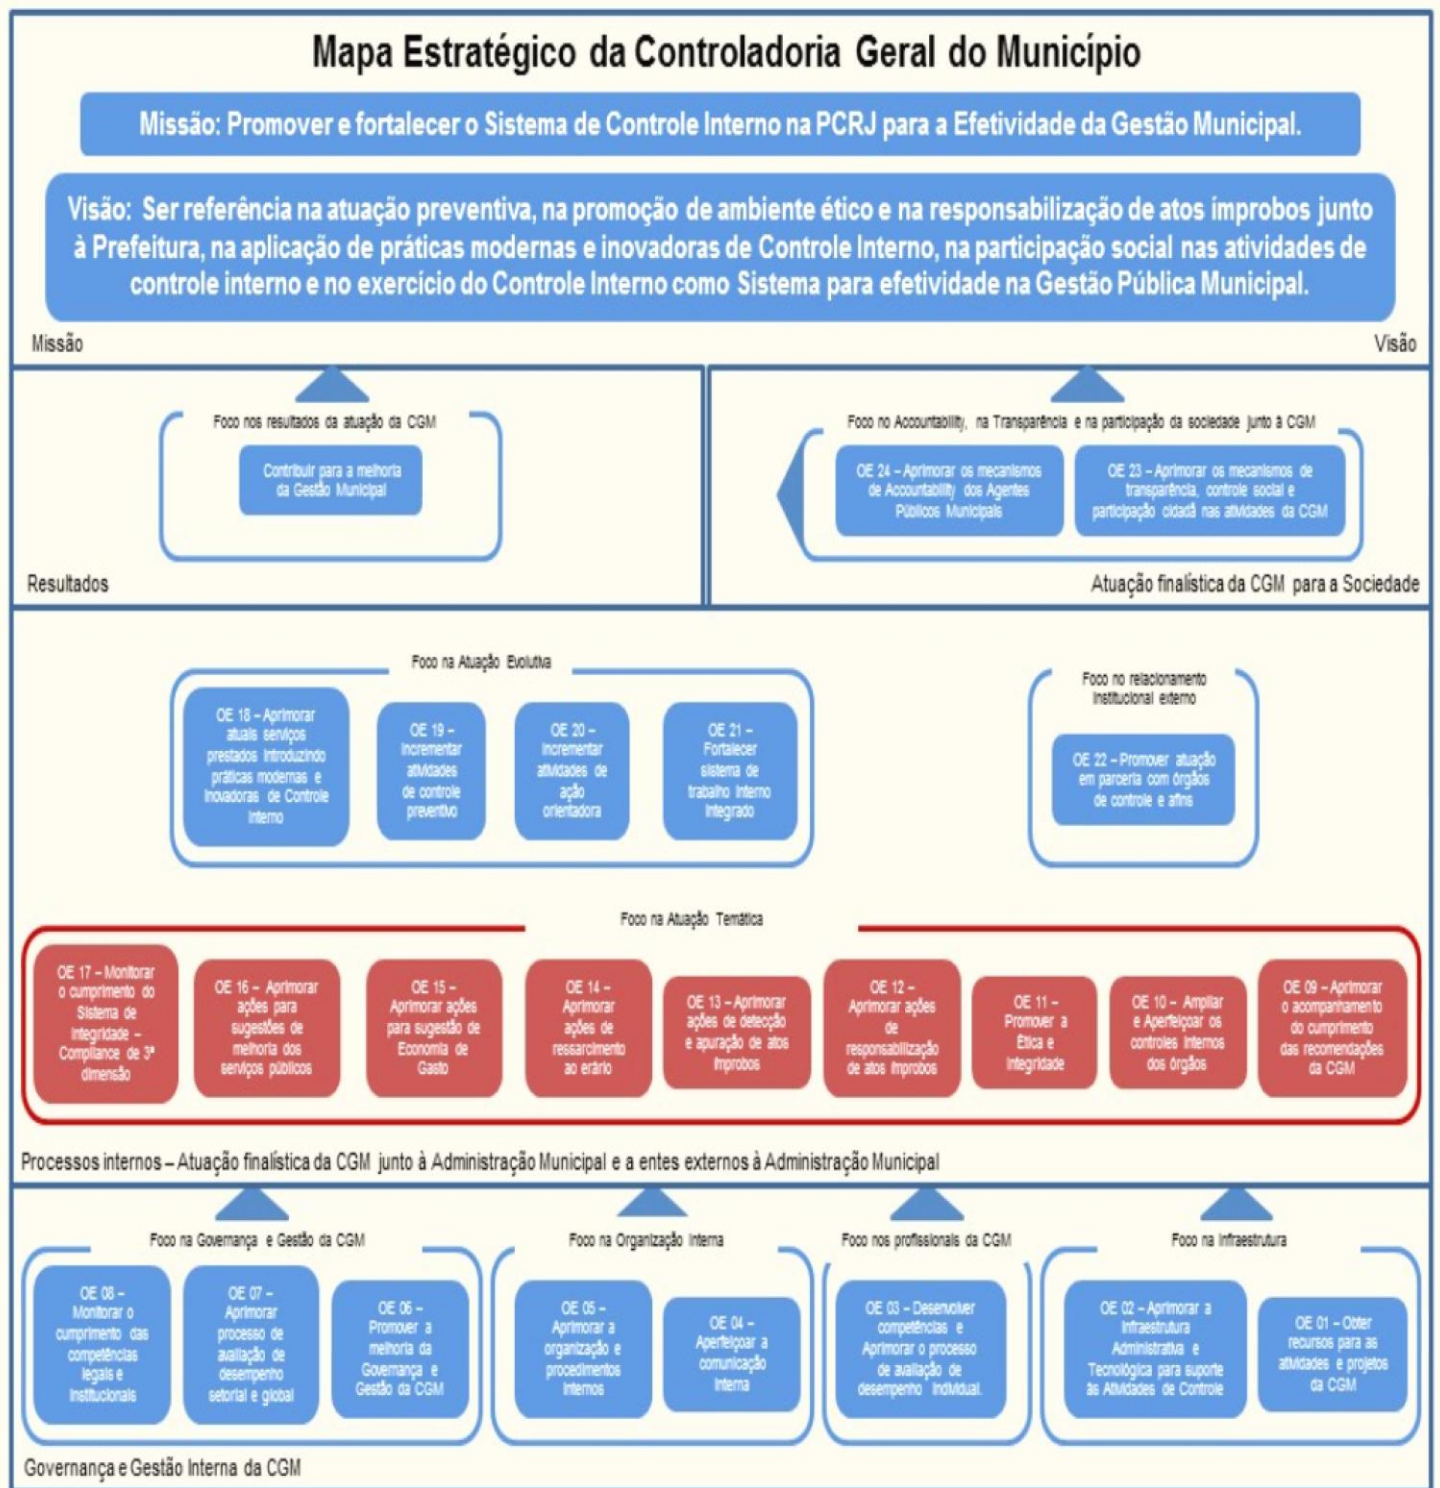 Mapa Estratégico da Controladoria Geral do Município
Missão: Promover e fortalecer o Sistema de Controle Interno na PCRJ para a Efetividade da Gestão Municipal.
Visão: Ser referência na atuação preventiva, na promoção de ambiente ético e na responsabilização de atos ímprobos junto
à Prefeitura, na aplicação de práticas modernas e inovadoras de Controle Interno, na participação social nas atividades de
controle interno e no exercício do Controle Interno como Sistema para efetividade na Gestão Pública Municipal.
Missão
Visão
Foco nos resultados da atuação da CGM
Contribuir para a melhoria
da Gestão Municipal
Resultados
Foco no Accountability, na Transparência e na participação da sociedade junto à CGM
OE 24 – Aprimorar os mecanismos
de Accountability dos Agentes
Públicos Municipais
OE 23 – Aprimorar os mecanismos de
transparência, controle social e
participação cidadã nas atividades da CGM
Atuação finalística da CGM para a Sociedade
Foco na Atuação Evolutiva
OE 18 – Aprimorar
atuais serviços
prestados introduzindo
práticas modernas e
inovadoras de Controle
Interno
OE 19 –
Incrementar
atividades
de controle
preventivo
OE 20 –
Incrementar
atividades de
ação
orientadora
OE 21 –
Fortalecer
sistema de
trabalho interno
integrado
Foco no relacionamento
institucional externo
OE 22 – Promover atuação
em parceria com órgãos
de controle e afins
Foco na Atuação Temática
OE 17 – Monitorar
o cumprimento do
Sistema de
Integridade –
Compliance de 3ª
dimensão
OE 16 – Aprimorar
ações para
sugestões de
melhoria dos
serviços públicos
OE 15 –
Aprimorar ações
para sugestão de
Economia de
Gasto
OE 14 –
Aprimorar
ações de
ressarcimento
ao erário
OE 13 – Aprimorar
ações de detecção
e apuração de atos
ímprobos
OE 12 –
Aprimorar ações
de
responsabilização
de atos ímprobos
OE 11 –
Promover a
Ética e
Integridade
OE 10 – Ampliar
e Aperfeiçoar os
controles internos
dos órgãos
OE 09 – Aprimorar
o acompanhamento
do cumprimento
das recomendações
da CGM
Processos internos – Atuação finalística da CGM junto à Administração Municipal e a entes externos à Administração Municipal
Foco na Governança e Gestão da CGM
OE 08 –
Monitorar o
cumprimento das
competências
legais e
institucionais
OE 07 –
Aprimorar
processo de
avaliação de
desempenho
setorial e global
OE 06 –
Promover a
melhoria da
Governança e
Gestão da CGM
Foco na Organização Interna
OE 05 –
Aprimorar a
organização e
procedimentos
internos
OE 04 –
Aperfeiçoar a
comunicação
interna
Foco nos profissionais da CGM
OE 03 – Desenvolver
competências e
Aprimorar o processo
de avaliação de
desempenho individual.
Foco na Infraestrutura
OE 02 – Aprimorar a
Infraestrutura
Administrativa e
Tecnológica para suporte
às Atividades de Controle
OE 01 – Obter
recursos para as
atividades e projetos
da CGM
Governança e Gestão Interna da CGM